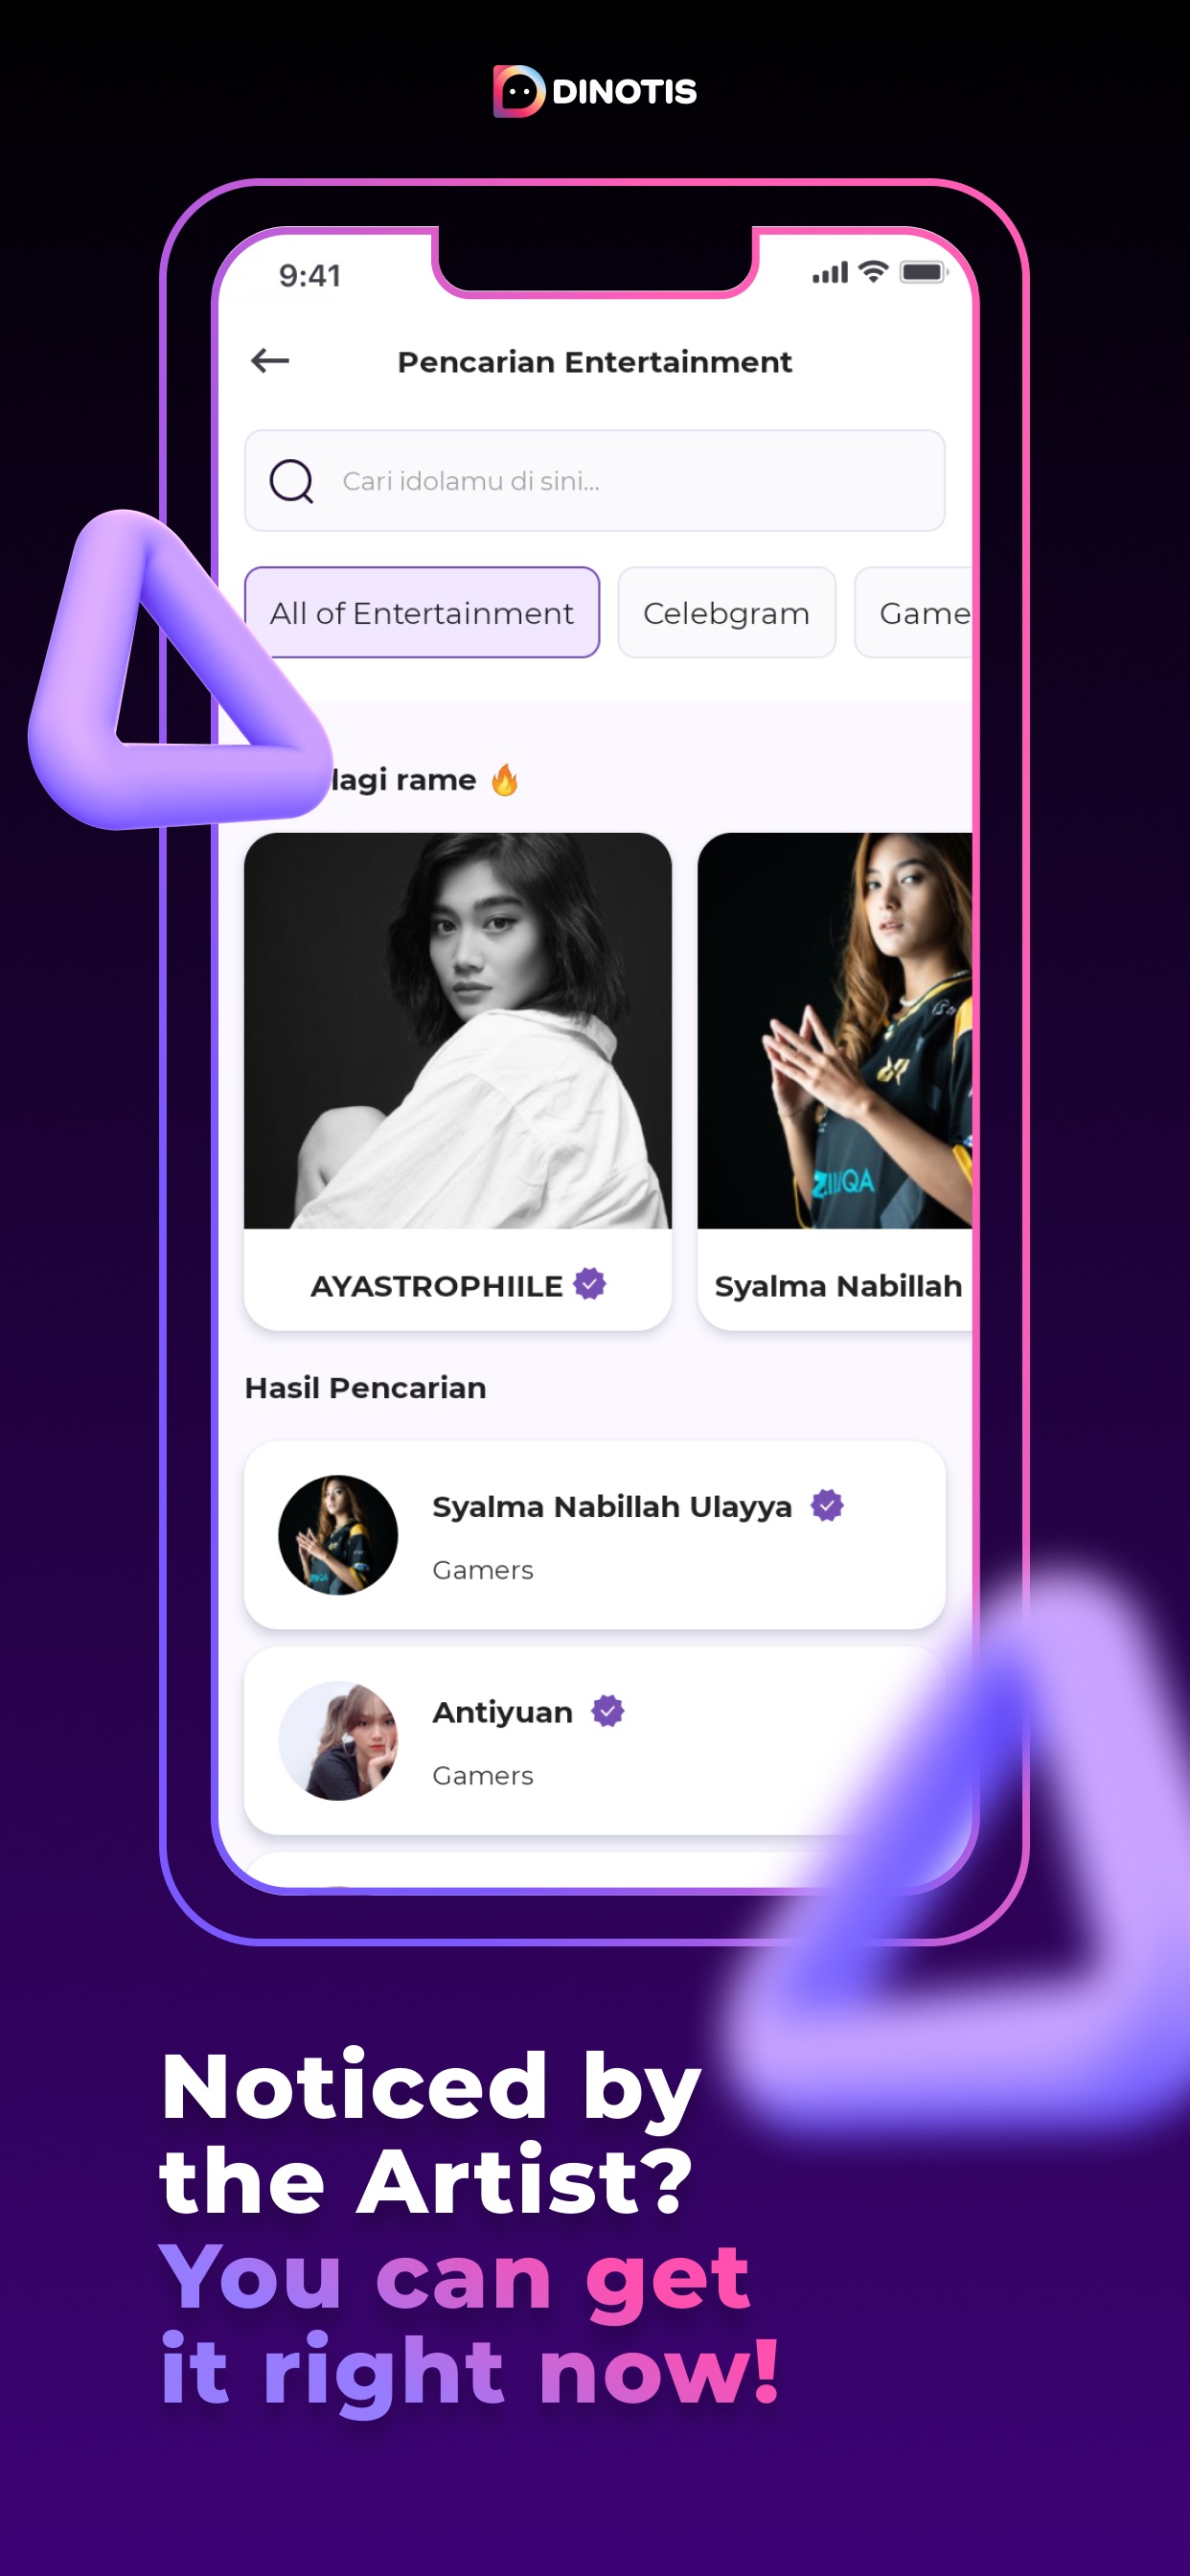 DINOTIS
9:41
Pencarian Entertainment
Cari idolamu di sini...
All of Entertainment
Celebgram
Game
lagi rame 🔥
AYASTROPHIILE
Syalma Nabillah
Hasil Pencarian
Syalma Nabillah Ulayya
Gamers
Antiyuan
Gamers
Noticed by
the Artist?
You can get
it right now!